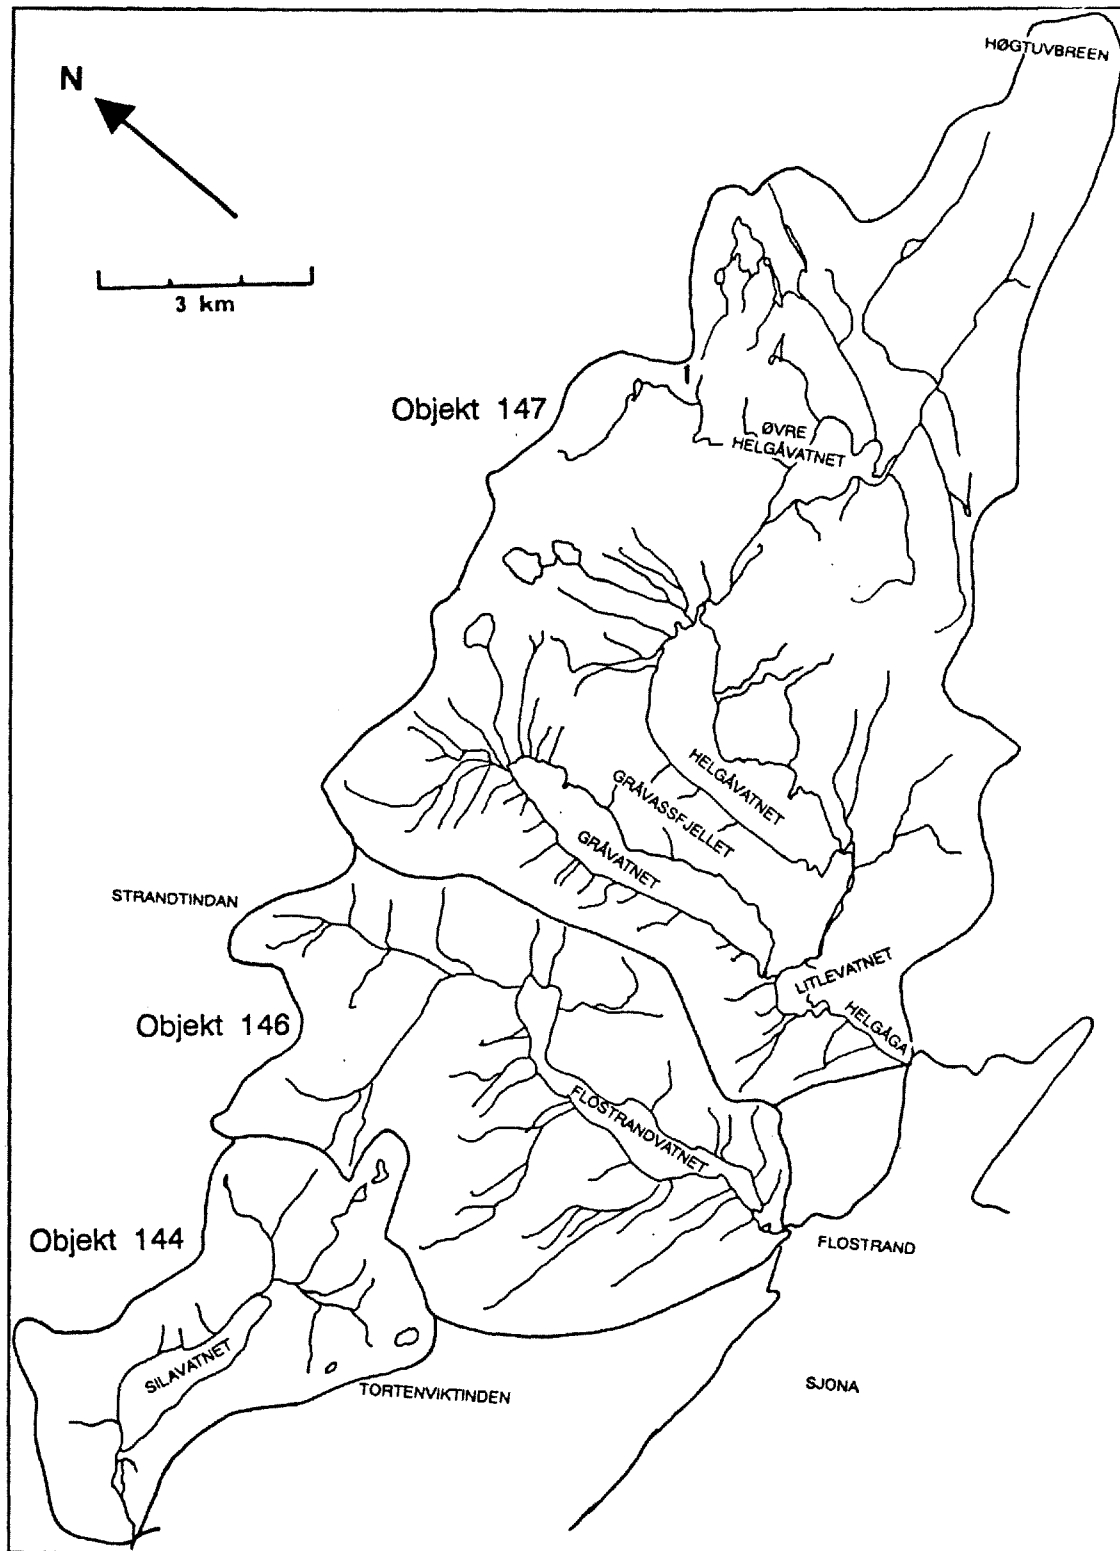 HØGTUVBREEN
N
3 km
Objekt 147
ØVRE
HELGÅVATNET
HELGÅVATNET
GRÅVASSFJELLET
GRÅVATNET
STRANDTINDAN
LITLEVATNET
HELGÅGA
Objekt 146
FLOSTRANDVATNET
Objekt 144
FLOSTRAND
SILAVATNET
TORTENVIKTINDEN
SJONA